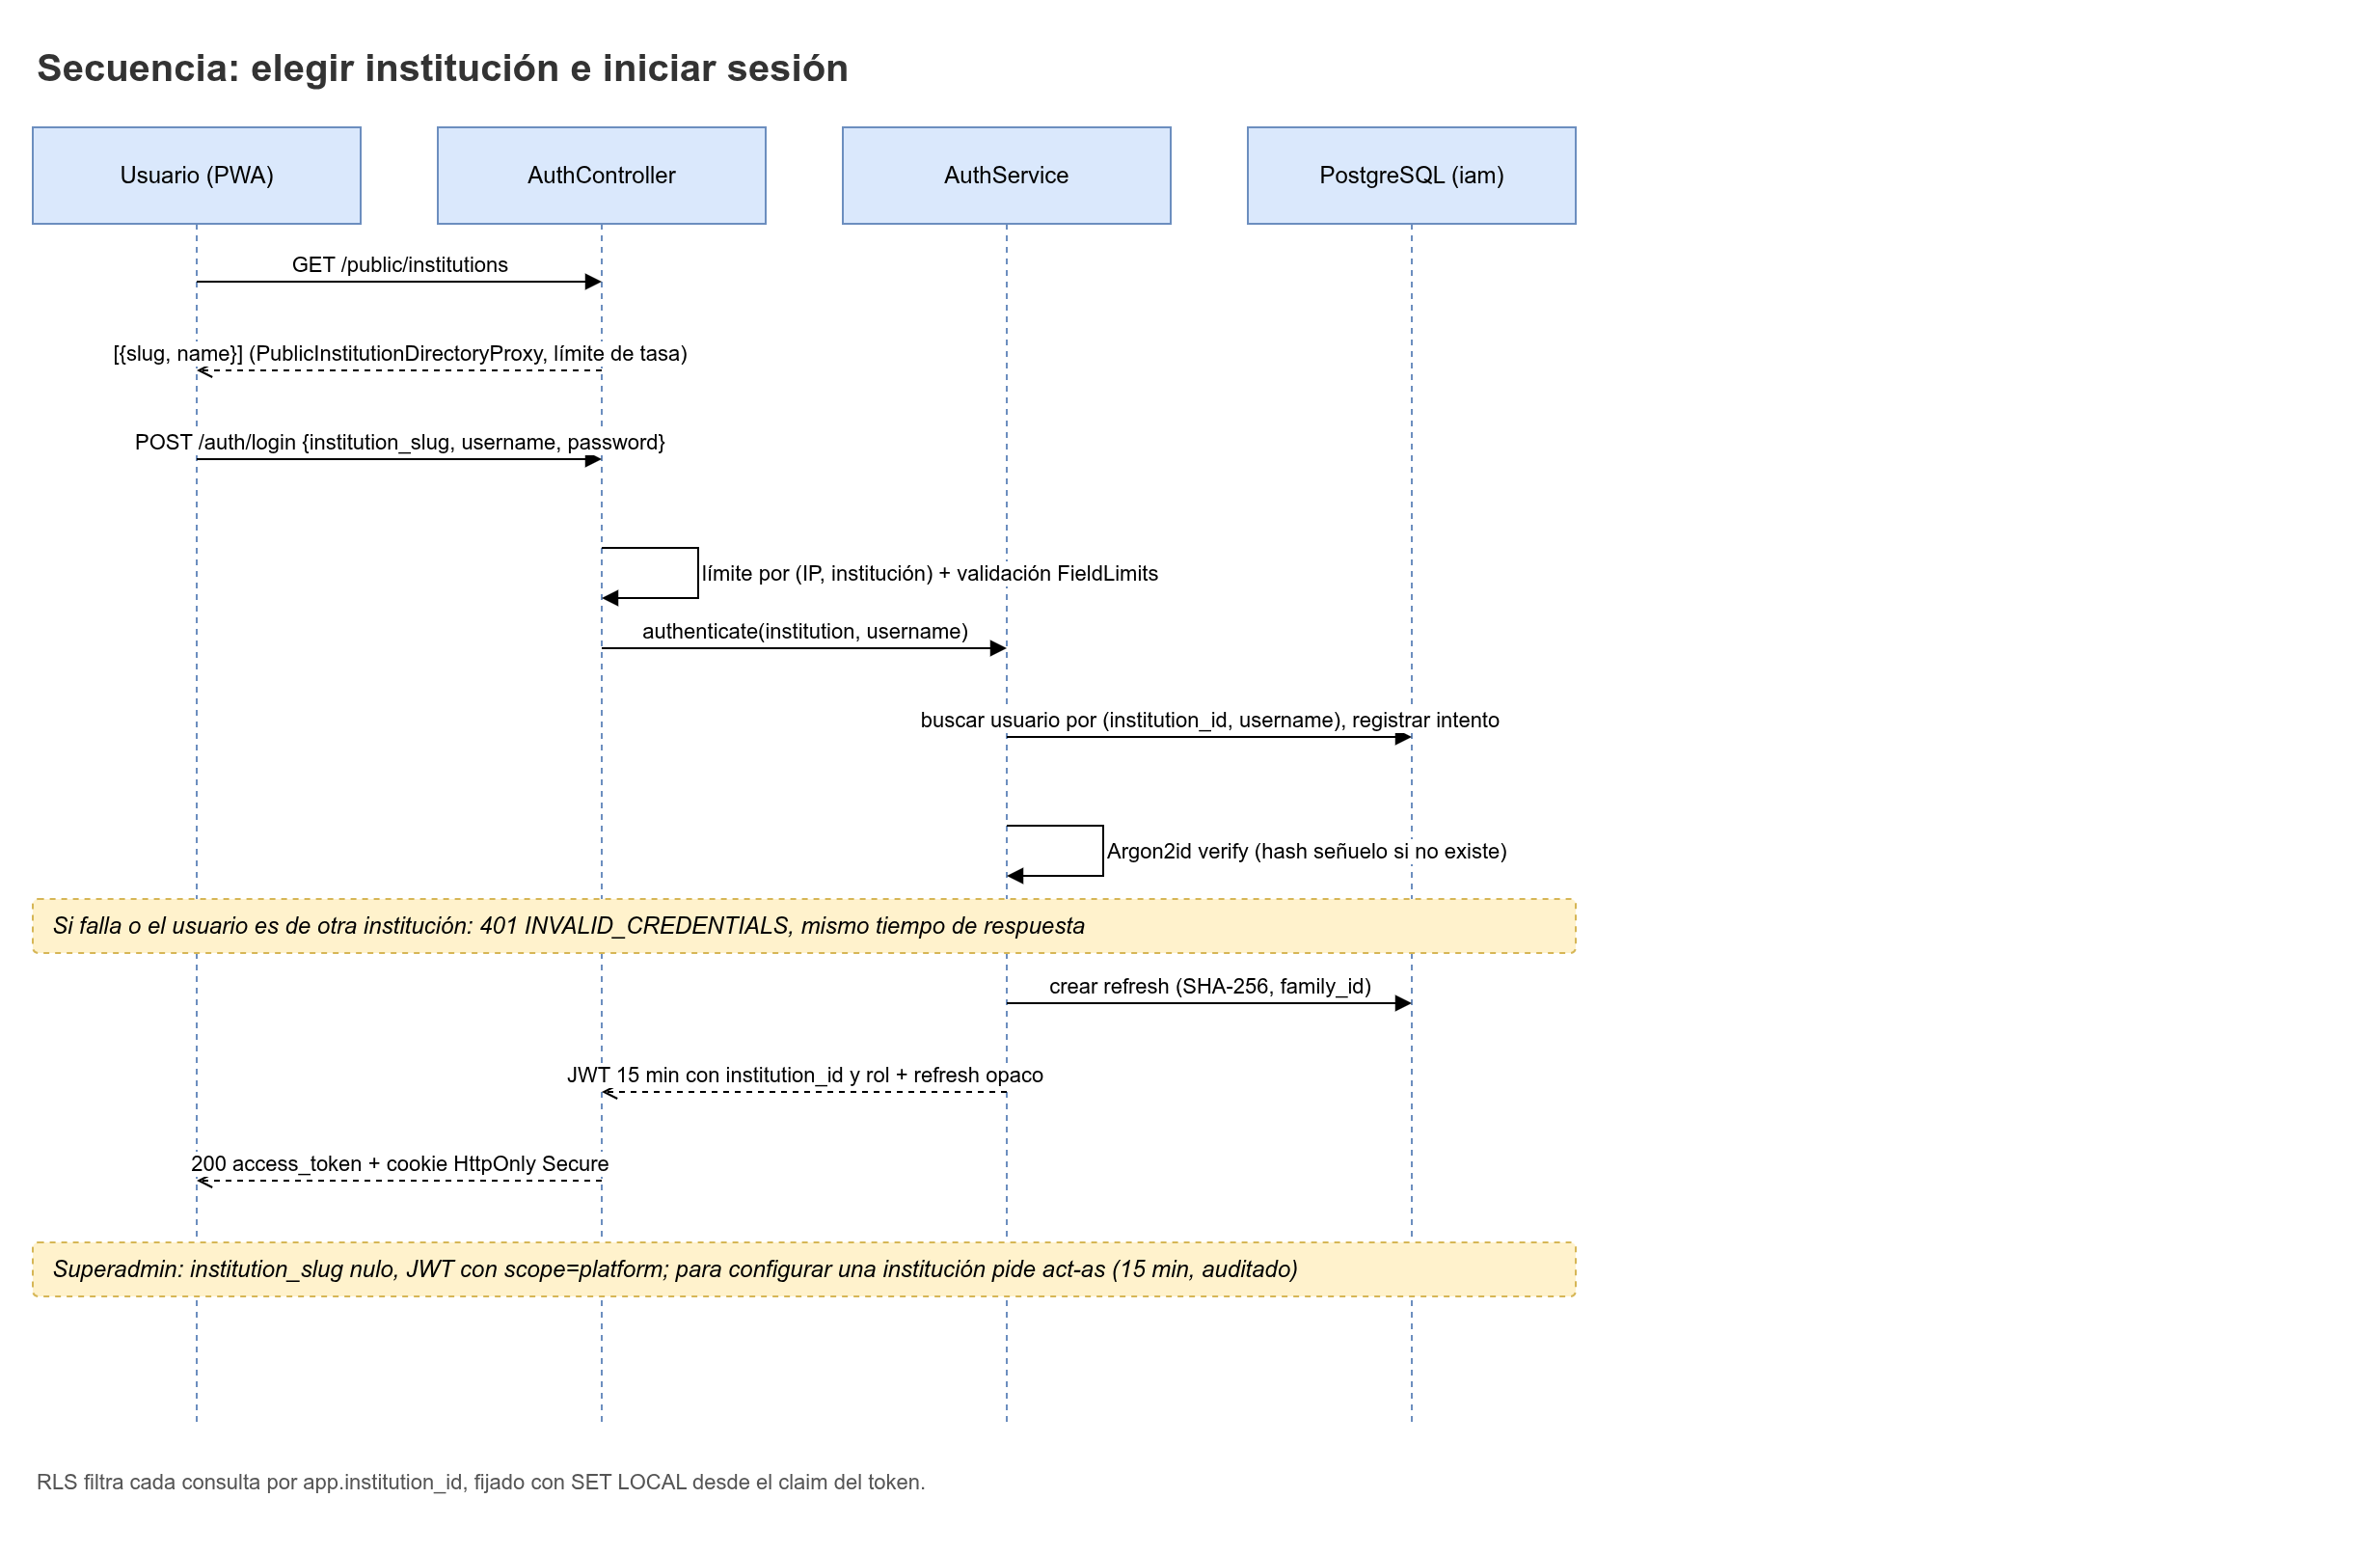 Secuencia: elegir institución e iniciar sesión
Usuario (PWA)
AuthController
AuthService
PostgreSQL (iam)
GET /public/institutions
[{slug, name}] (PublicInstitutionDirectoryProxy, límite de tasa)
POST /auth/login {institution_slug, username, password}
límite por (IP, institución) + validación FieldLimits
authenticate(institution, username)
buscar usuario por (institution_id, username), registrar intento
Argon2id verify (hash señuelo si no existe)
Si falla o el usuario es de otra institución: 401 INVALID_CREDENTIALS, mismo tiempo de respuesta
crear refresh (SHA-256, family_id)
JWT 15 min con institution_id y rol + refresh opaco
200 access_token + cookie HttpOnly Secure
Superadmin: institution_slug nulo, JWT con scope=platform; para configurar una institución pide act-as (15 min, auditado)
RLS filtra cada consulta por app.institution_id, fijado con SET LOCAL desde el claim del token.